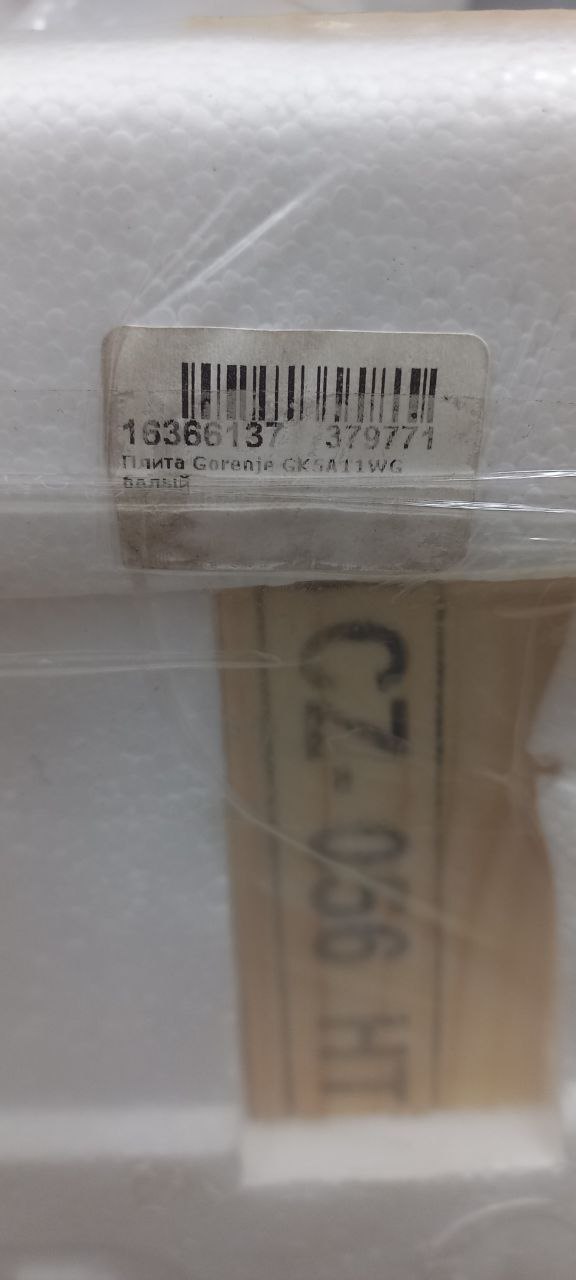 16366137 379771
Плита Gorenje GK5A11WG
белый
CZ-056
HT